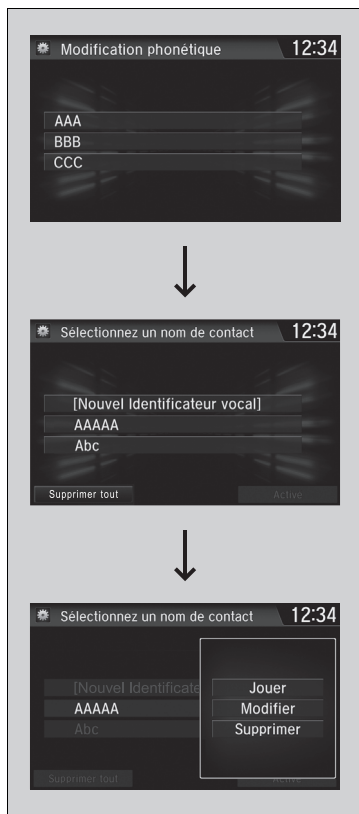 Modification phonétique 12:34
AAA
BBB
CCC
Sélectionnez un nom de contact 12:34
[Nouvel Identificateur vocal]
AAAAA
Abc
Supprimer tout Activé
Sélectionnez un nom de contact 12:34
[Nouvel Identificate Jouer
AAAAA Modifier
Abc Supprimer
Supprimer tout Activé